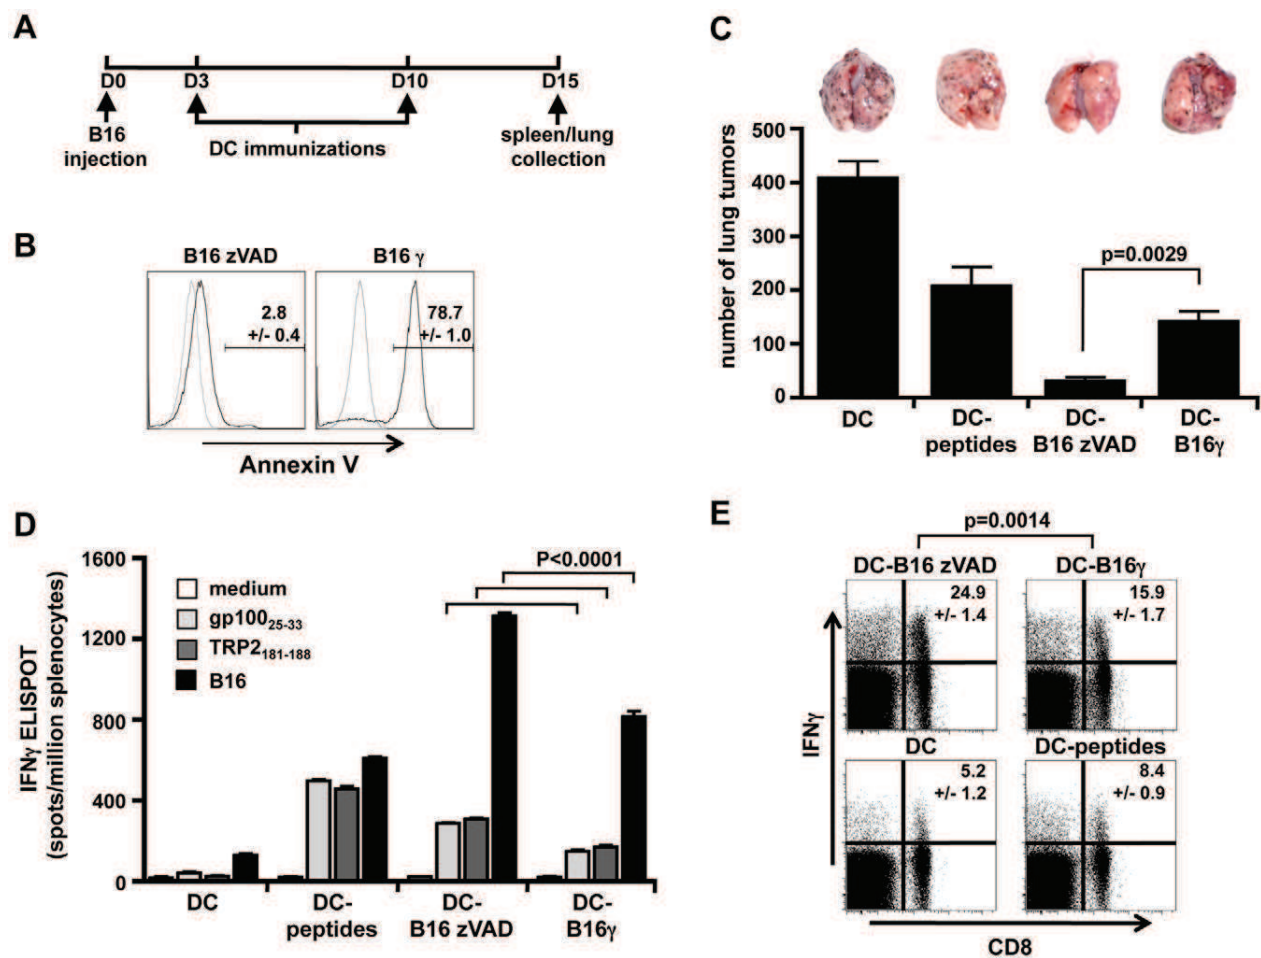 A
D0 D3 D10 D15
B16
injection
DC immunizations
spleen/lung
collection
B
B16 zVAD
B16 γ
2.8
+/- 0.4
78.7
+/- 1.0
Annexin V
C
number of lung tumors
500
400
300
200
100
0
p=0.0029
DC
DC-
peptides
DC-
B16 zVAD
DC-
B16γ
D
IFNγ ELISPOT
(spots/million splenocytes)
1600
1200
800
400
0
medium
gp100 25-33
TRP2 181-188
B16
P<0.0001
DC
DC-
peptides
DC-
B16 zVAD
DC-
B16γ
E
p=0.0014
DC-B16 zVAD
DC-B16γ
24.9
+/- 1.4
15.9
+/- 1.7
DC
DC-peptides
5.2
+/- 1.2
8.4
+/- 0.9
IFNγ
CD8